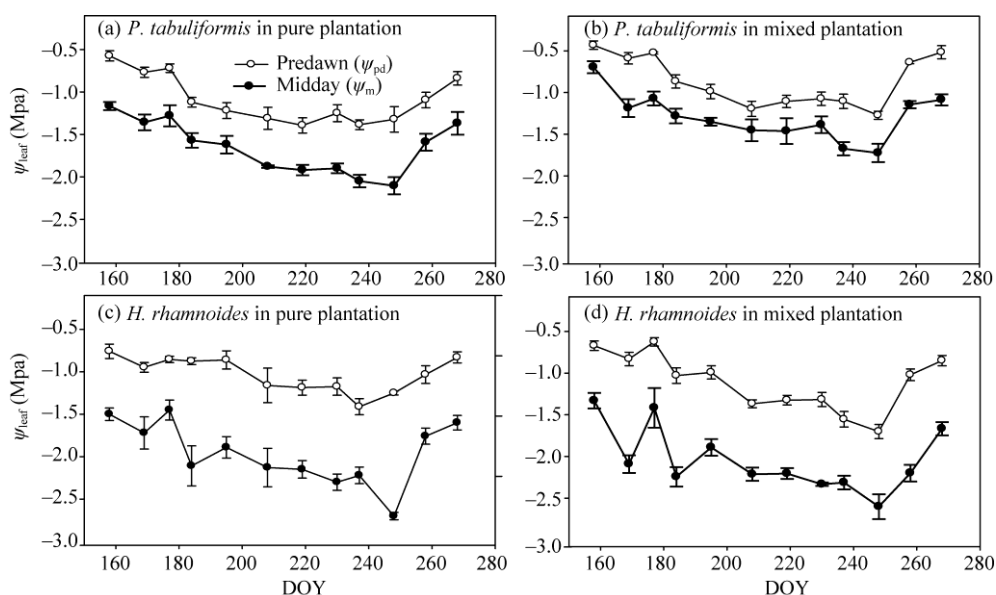 (a) P. tabuliformis in pure plantation
(b) P. tabuliformis in mixed plantation
Predawn (ψpd)
Midday (ψm)
ψleaf (Mpa)
−0.5
−1.0
−1.5
−2.0
−2.5
−3.0
−0.5
−1.0
−1.5
−2.0
−2.5
−3.0
160 180 200 220 240 260 280
160 180 200 220 240 260 280
(c) H. rhamnoides in pure plantation
(d) H. rhamnoides in mixed plantation
ψleaf (Mpa)
−0.5
−1.0
−1.5
−2.0
−2.5
−3.0
−0.5
−1.0
−1.5
−2.0
−2.5
−3.0
160 180 200 220 240 260 280
160 180 200 220 240 260 280
DOY
DOY